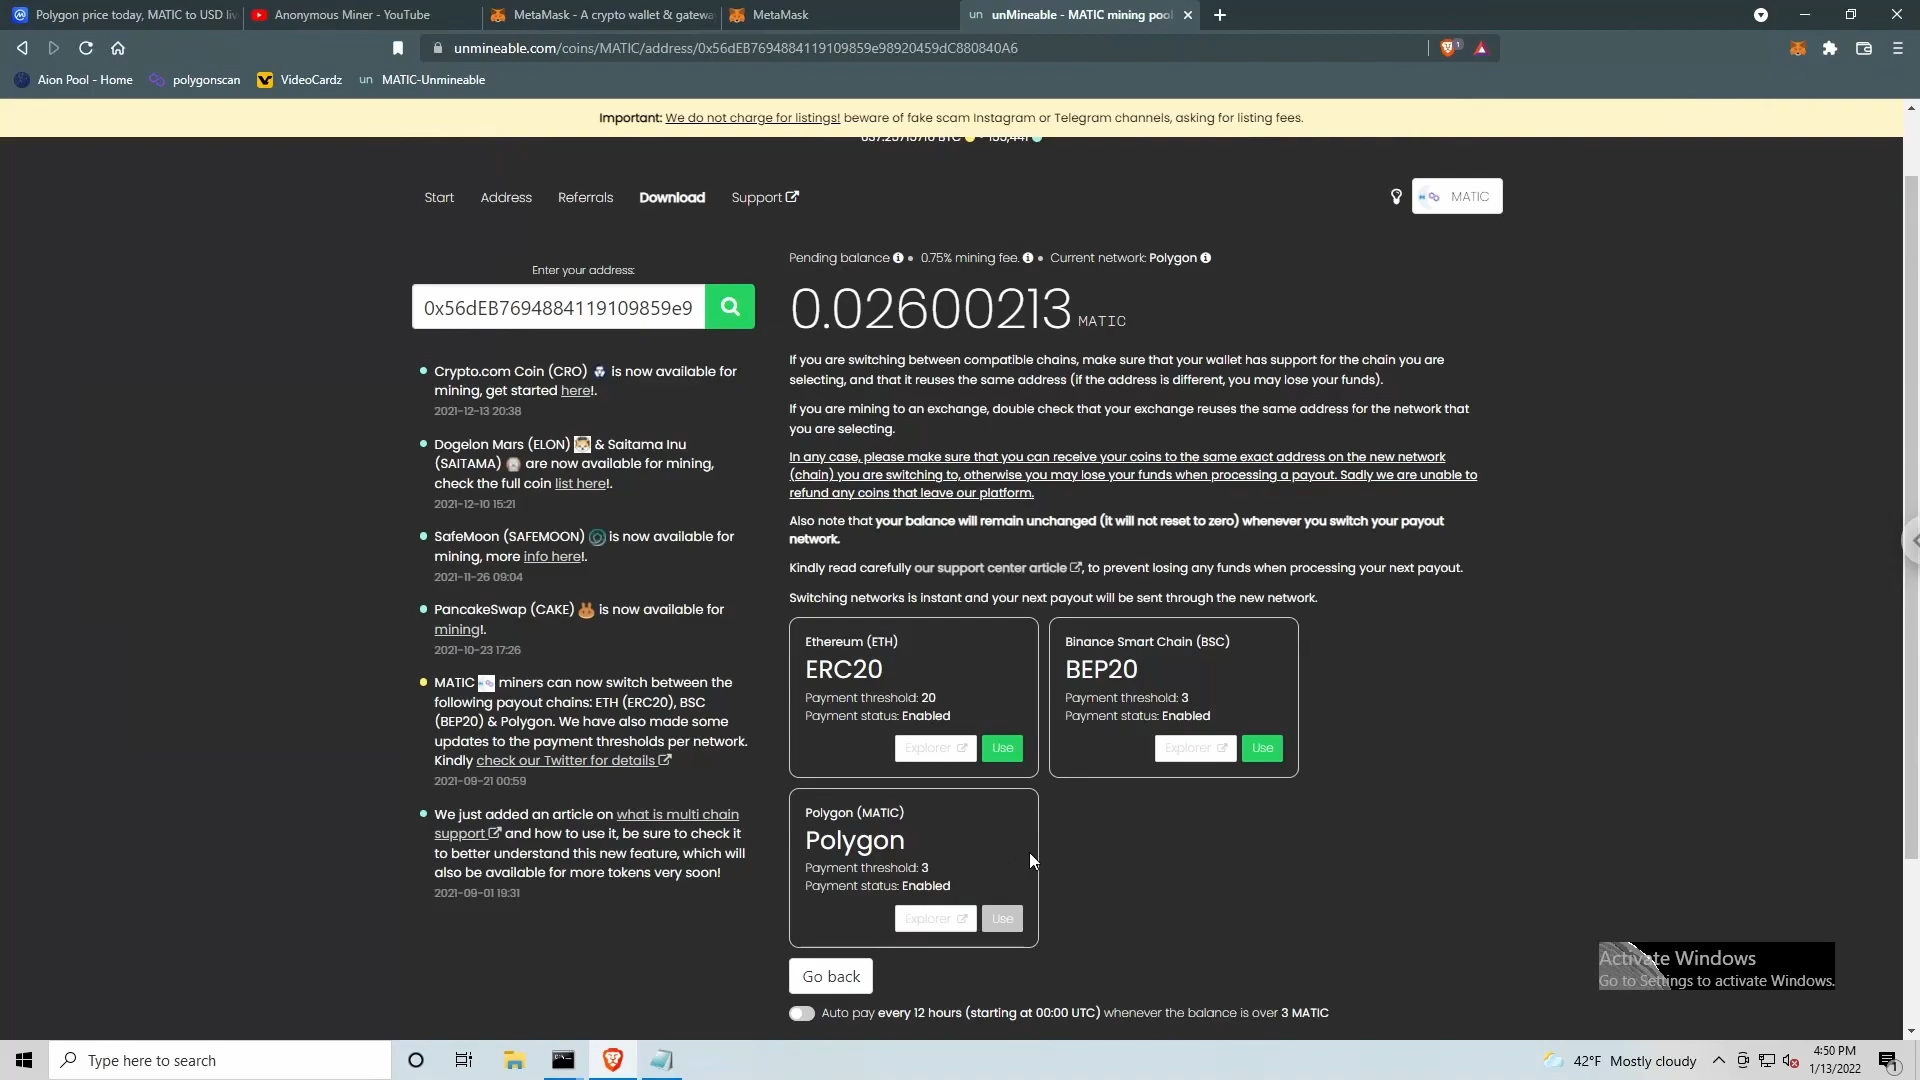 Polygon price today, MATIC to USD liv
Anonymous Miner - YouTube
MetaMask - A crypto wallet & gatewa
MetaMask
un unMineable - MATIC mining pool
unmineable.com/coins/MATIC/address/0x56dEB7694884119109859e98920459dC880840A6
1
Aion Pool - Home
polygonscan
VideoCardz
un MATIC-Unmineable
Important: We do not charge for listings! beware of fake scam Instagram or Telegram channels, asking for listing fees.
Start
Address
Referrals
Download
Support
MATIC
Enter your address:
0x56dEB7694884119109859e9
Crypto.com Coin (CRO) is now available for
mining, get started here!.
2021-12-13 20:38
Dogelon Mars (ELON) & Saitama Inu
(SAITAMA) are now available for mining,
check the full coin list here!.
2021-12-10 15:21
SafeMoon (SAFEMOON) is now available for
mining, more info here!.
2021-11-26 09:04
PancakeSwap (CAKE) is now available for
mining!.
2021-10-23 17:26
MATIC miners can now switch between the
following payout chains: ETH (ERC20), BSC
(BEP20) & Polygon. We have also made some
updates to the payment thresholds per network.
Kindly check our Twitter for details
2021-09-21 00:59
We just added an article on what is multi chain
support and how to use it, be sure to check it
to better understand this new feature, which will
also be available for more tokens very soon!
2021-09-01 19:31
Pending balance • 0.75% mining fee. • Current network: Polygon
0.02600213 MATIC
If you are switching between compatible chains, make sure that your wallet has support for the chain you are
selecting, and that it reuses the same address (if the address is different, you may lose your funds).
If you are mining to an exchange, double check that your exchange reuses the same address for the network that
you are selecting.
In any case, please make sure that you can receive your coins to the same exact address on the new network
(chain) you are switching to, otherwise you may lose your funds when processing a payout. Sadly we are unable to
refund any coins that leave our platform.
Also note that your balance will remain unchanged (it will not reset to zero) whenever you switch your payout
network.
Kindly read carefully our support center article, to prevent losing any funds when processing your next payout.
Switching networks is instant and your next payout will be sent through the new network.
Ethereum (ETH)
ERC20
Payment threshold: 20
Payment status: Enabled
Explorer
Use
Binance Smart Chain (BSC)
BEP20
Payment threshold: 3
Payment status: Enabled
Explorer
Use
Polygon (MATIC)
Polygon
Payment threshold: 3
Payment status: Enabled
Explorer
Use
Go back
Auto pay every 12 hours (starting at 00:00 UTC) whenever the balance is over 3 MATIC
Activate Windows
Go to Settings to activate Windows.
Type here to search
42°F Mostly cloudy
4:50 PM
1/13/2022
1